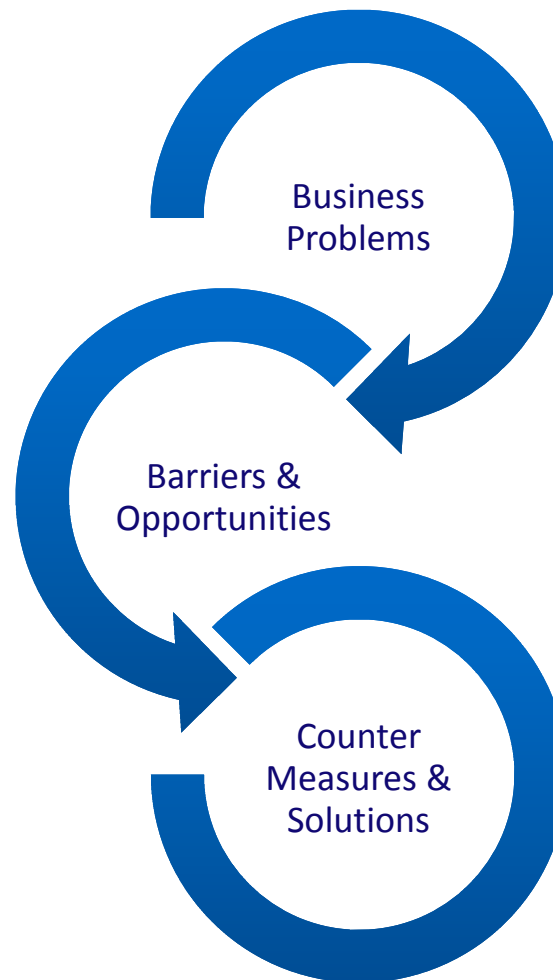 Business
Problems
Barriers &
Opportunities
Counter
Measures &
Solutions